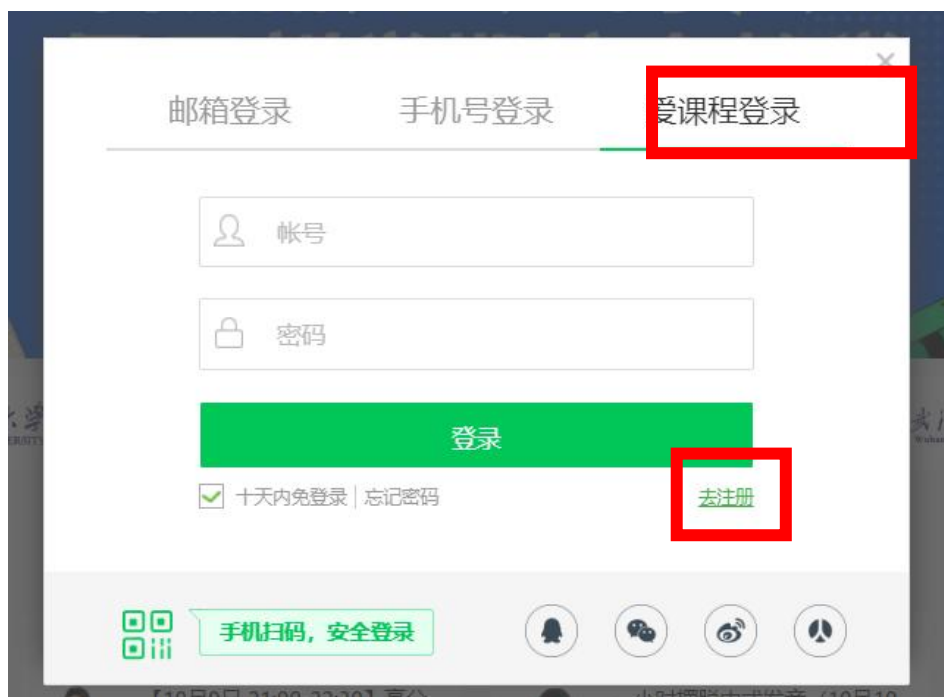 邮箱登录 手机号登录 爱课程登录
帐号
密码
登录
十天内免登录 忘记密码 去注册
手机扫码，安全登录